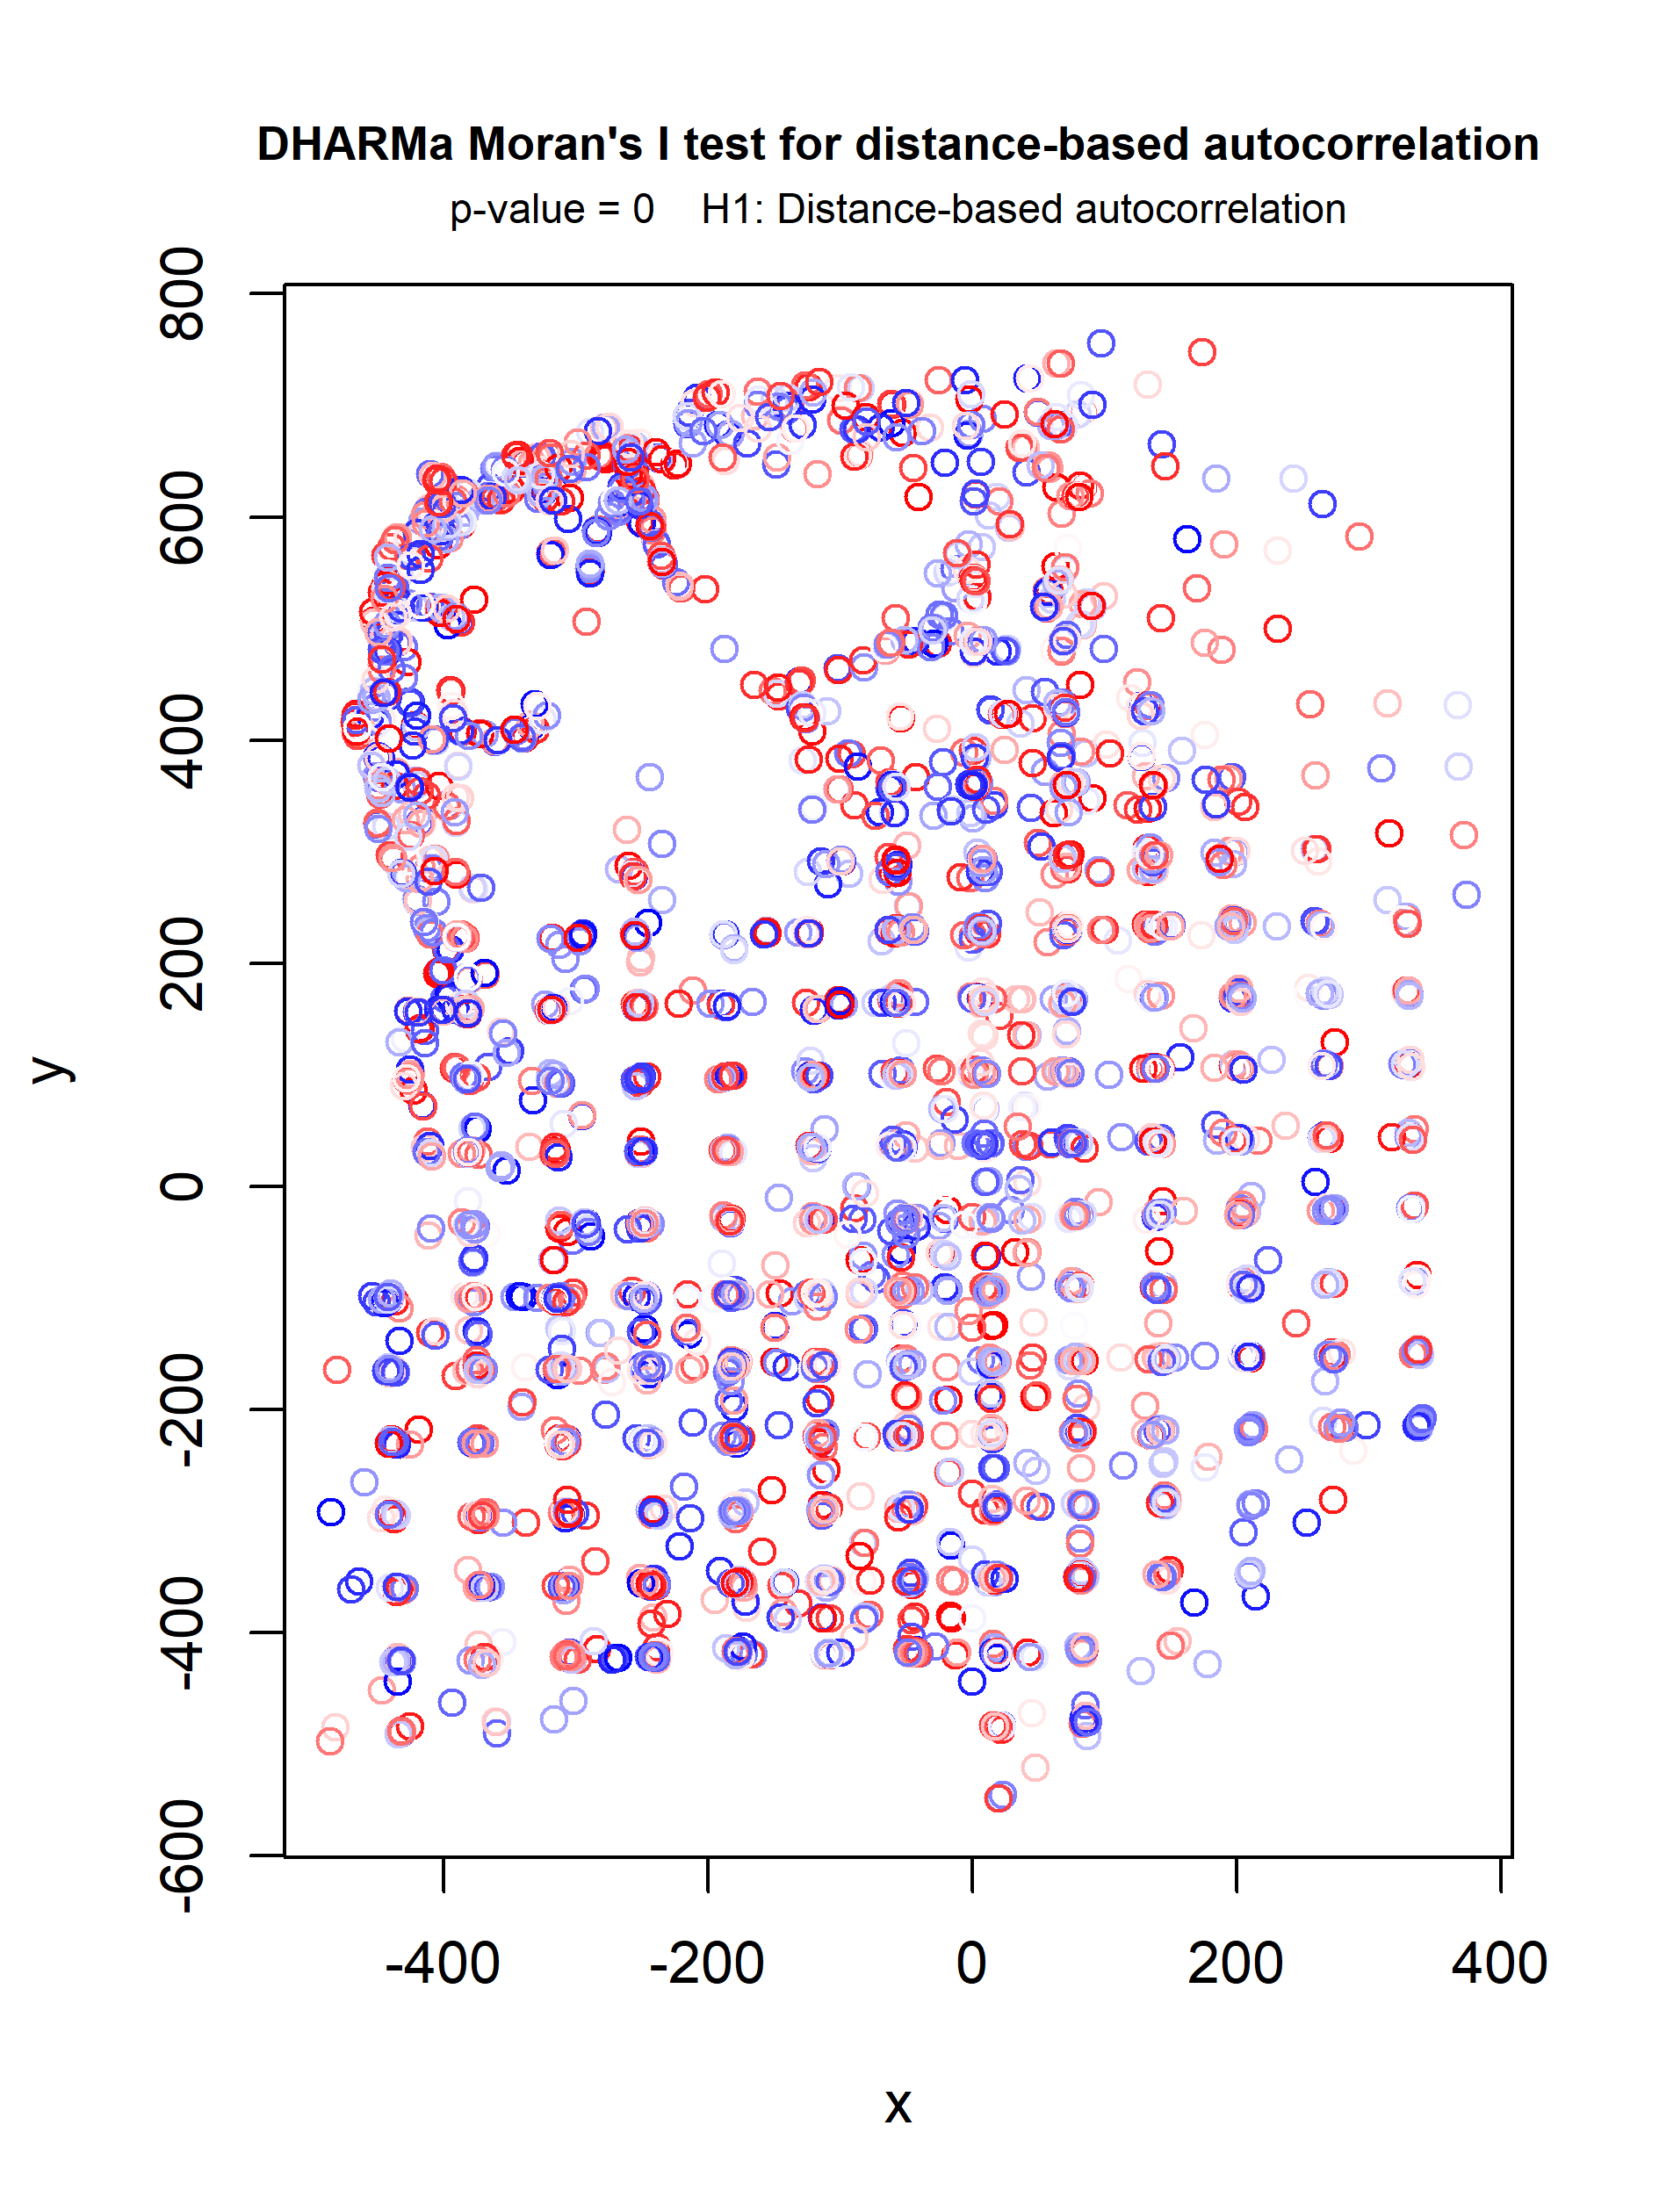 DHARMa Moran's I test for distance-based autocorrelation
p-value = 0 H1: Distance-based autocorrelation
800
600
400
200
0
-200
-400
-600
y
-400 -200 0 200 400
x